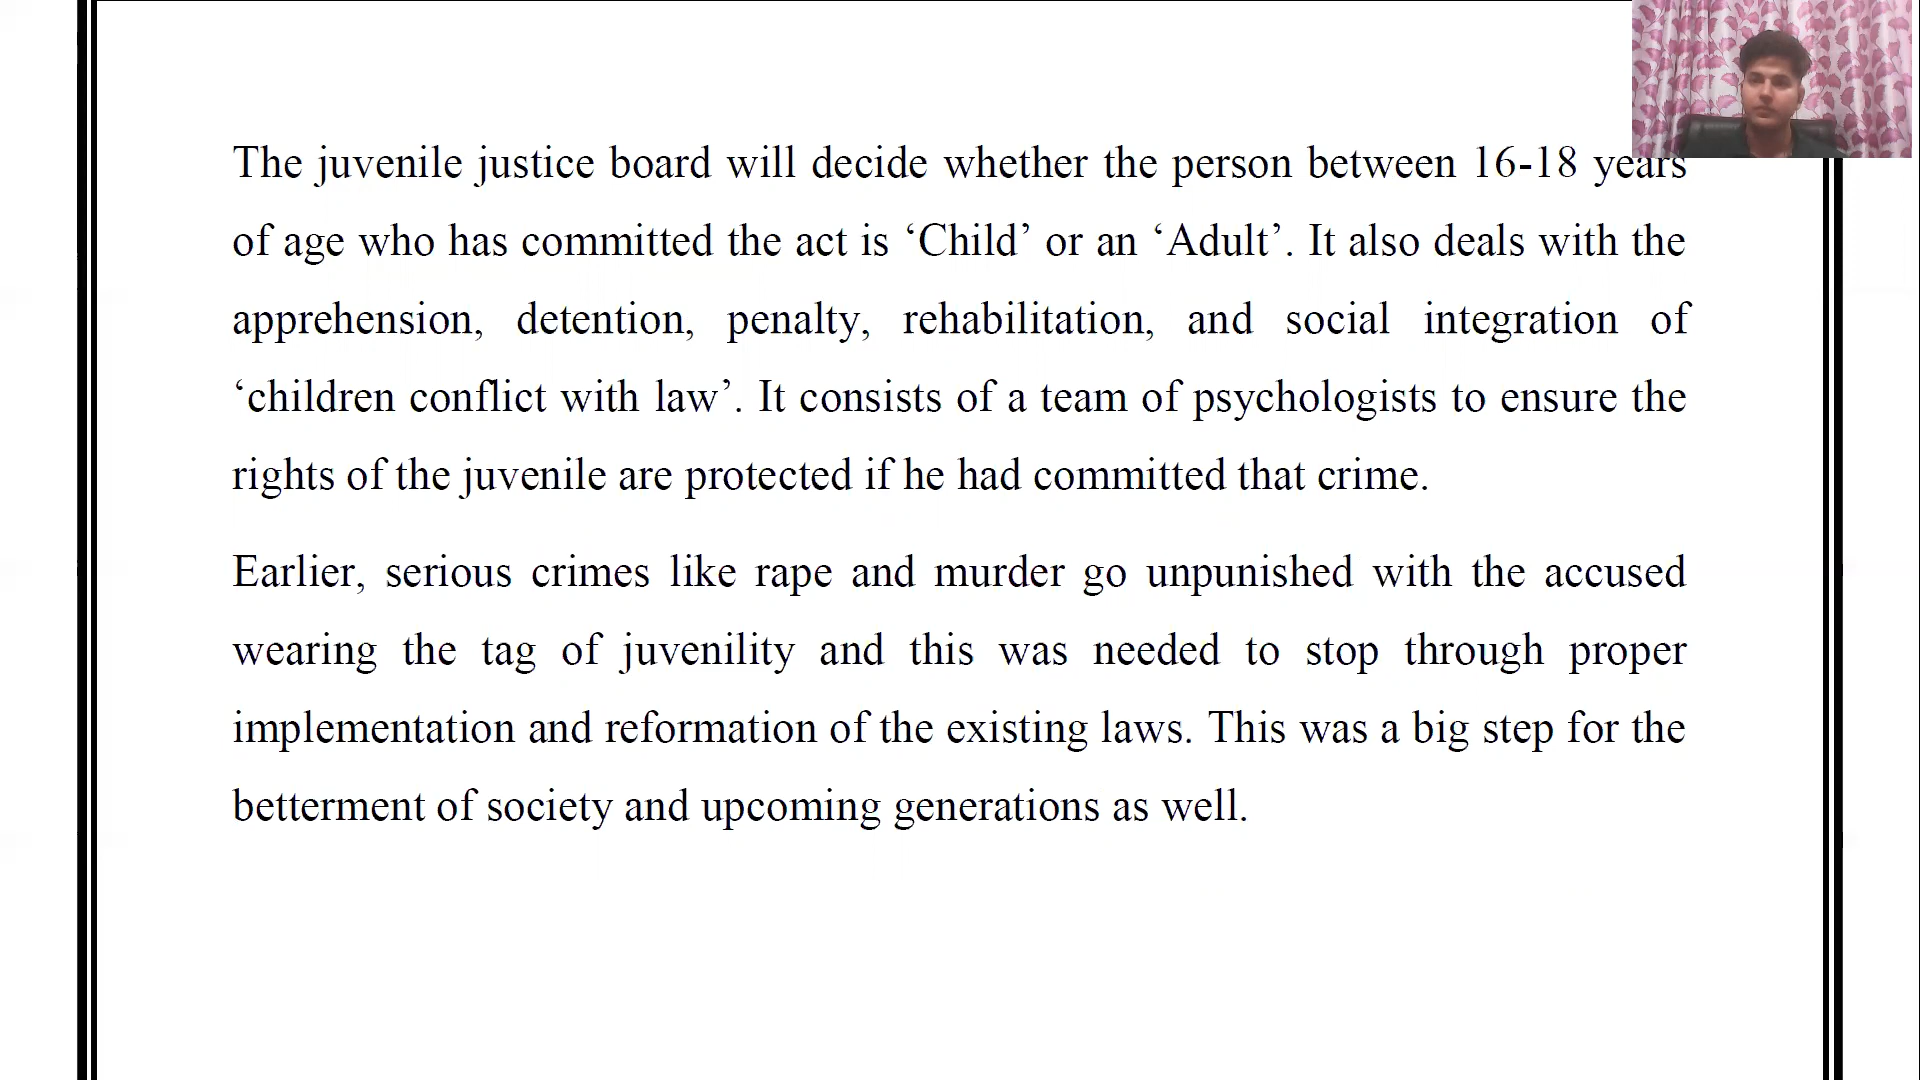 The juvenile justice board will decide whether the person between 16-18 years
of age who has committed the act is ‘Child’ or an ‘Adult’. It also deals with the
apprehension, detention, penalty, rehabilitation, and social integration of
‘children conflict with law’. It consists of a team of psychologists to ensure the
rights of the juvenile are protected if he had committed that crime.
Earlier, serious crimes like rape and murder go unpunished with the accused
wearing the tag of juvenility and this was needed to stop through proper
implementation and reformation of the existing laws. This was a big step for the
betterment of society and upcoming generations as well.